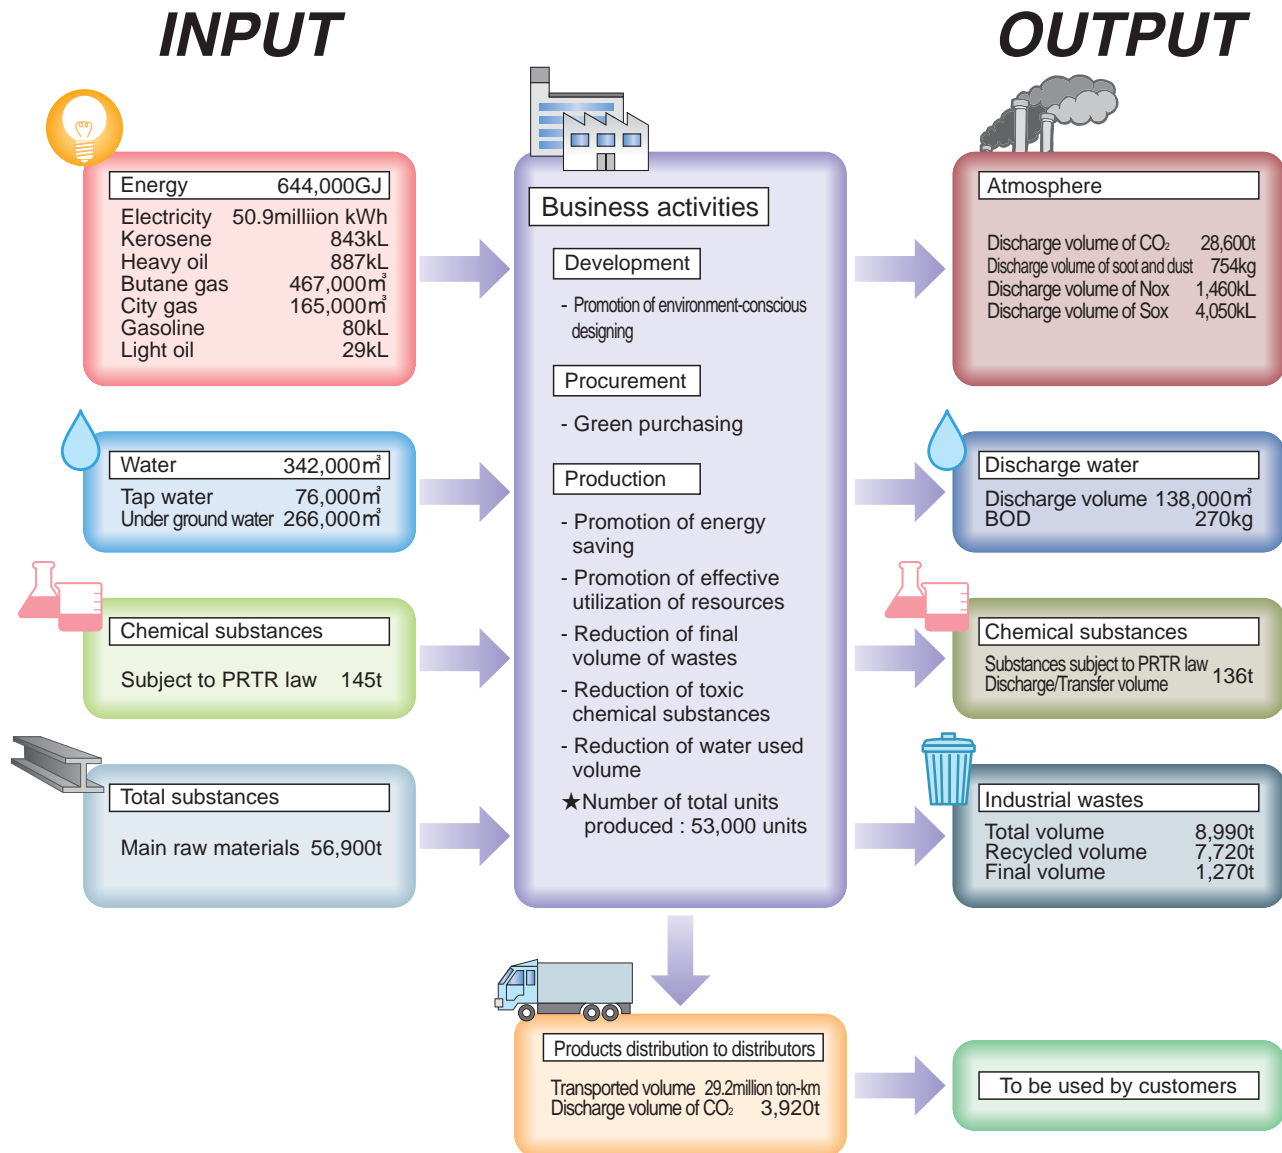 INPUT
OUTPUT
Energy 644,000GJ
Electricity 50.9milliion kWh
Kerosene 843kL
Heavy oil 887kL
Butane gas 467,000㎥
City gas 165,000㎥
Gasoline 80kL
Light oil 29kL
Water 342,000㎥
Tap water 76,000㎥
Under ground water 266,000㎥
Chemical substances
Subject to PRTR law 145t
Total substances
Main raw materials 56,900t
Business activities
Development
- Promotion of environment-conscious
designing
Procurement
- Green purchasing
Production
- Promotion of energy
saving
- Promotion of effective
utilization of resources
- Reduction of final
volume of wastes
- Reduction of toxic
chemical substances
- Reduction of water used
volume
★Number of total units
produced : 53,000 units
Atmosphere
Discharge volume of CO₂ 28,600t
Discharge volume of soot and dust 754kg
Discharge volume of Nox 1,460kL
Discharge volume of Sox 4,050kL
Discharge water
Discharge volume 138,000㎥
BOD 270kg
Chemical substances
Substances subject to PRTR law
Discharge/Transfer volume 136t
Industrial wastes
Total volume 8,990t
Recycled volume 7,720t
Final volume 1,270t
Products distribution to distributors
Transported volume 29.2million ton-km
Discharge volume of CO₂ 3,920t
To be used by customers